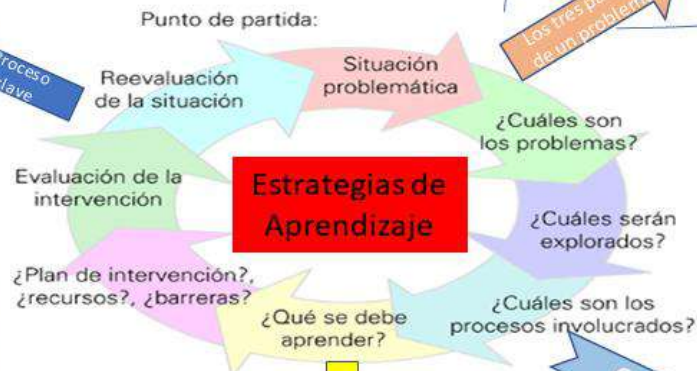 Punto de partida:
Los tres
de un problema
Proceso
clave
Situación
problemática
¿Cuáles son
los problemas?
¿Cuáles serán
explorados?
¿Cuáles son los
procesos involucrados?
¿Qué se debe
aprender?
¿Plan de intervención?,
¿recursos?, ¿barreras?
Evaluación de la
intervención
Reevaluación
de la situación
Estrategias de
Aprendizaje